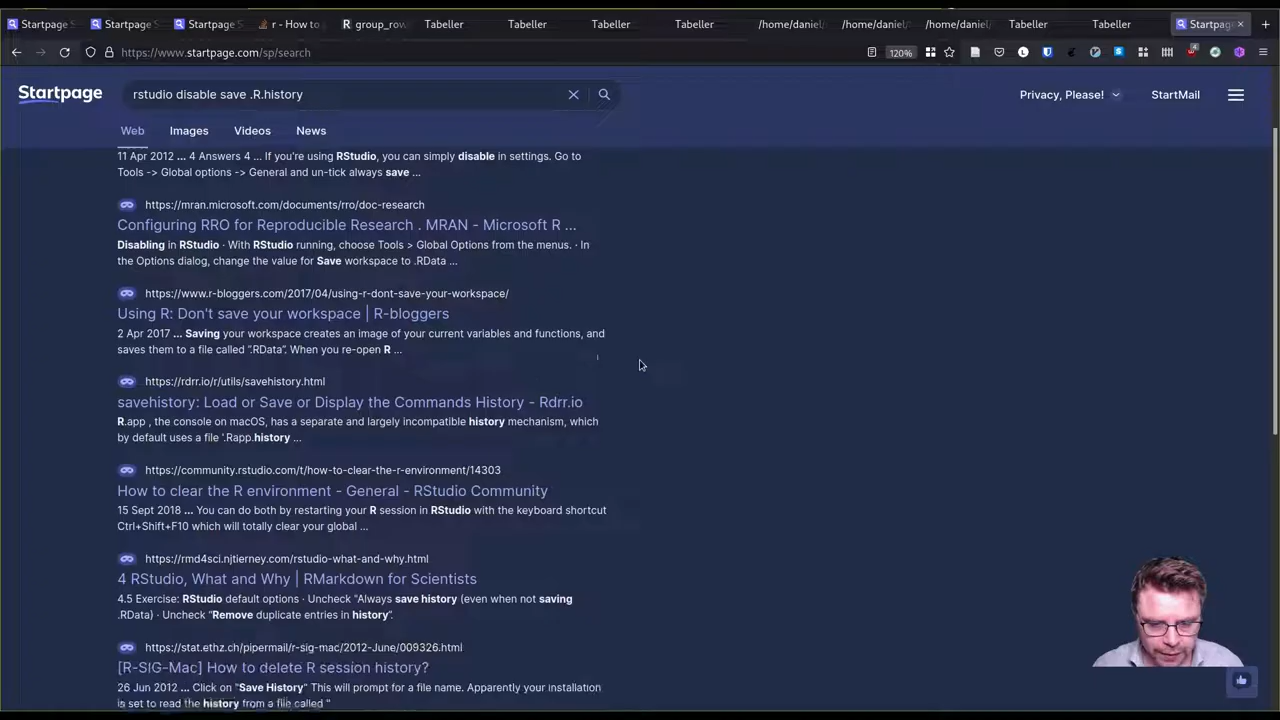 Startpage
Startpage
Startpage S
r - How to
group_row
Tabeller
Tabeller
Tabeller
Tabeller
/home/daniel/
/home/daniel/
/home/daniel/
Tabeller
Tabeller
Startpag
https://www.startpage.com/sp/search
120%
4
Startpage
rstudio disable save .R.history
Privacy, Please!
StartMail
Web
Images
Videos
News
11 Apr 2012 ... 4 Answers 4 ... If you're using RStudio, you can simply disable in settings. Go to
Tools -> Global options -> General and un-tick always save ...
https://mran.microsoft.com/documents/rro/doc-research
Configuring RRO for Reproducible Research . MRAN - Microsoft R ...
Disabling in RStudio · With RStudio running, choose Tools > Global Options from the menus. · In
the Options dialog, change the value for Save workspace to .RData ...
https://www.r-bloggers.com/2017/04/using-r-dont-save-your-workspace/
Using R: Don't save your workspace | R-bloggers
2 Apr 2017 ... Saving your workspace creates an image of your current variables and functions, and
saves them to a file called ”.RData”. When you re-open R ...
https://rdrr.io/r/utils/savehistory.html
savehistory: Load or Save or Display the Commands History - Rdrr.io
R.app , the console on macOS, has a separate and largely incompatible history mechanism, which
by default uses a file '.Rapp.history ...
https://community.rstudio.com/t/how-to-clear-the-r-environment/14303
How to clear the R environment - General - RStudio Community
15 Sept 2018 ... You can do both by restarting your R session in RStudio with the keyboard shortcut
Ctrl+Shift+F10 which will totally clear your global ...
https://rmd4sci.njtierney.com/rstudio-what-and-why.html
4 RStudio, What and Why | RMarkdown for Scientists
4.5 Exercise: RStudio default options · Uncheck "Always save history (even when not saving
.RData) · Uncheck "Remove duplicate entries in history".
https://stat.ethz.ch/pipermail/r-sig-mac/2012-June/009326.html
[R-SIG-Mac] How to delete R session history?
26 Jun 2012 ... Click on "Save History" This will prompt for a file name. Apparently your installation
is set to read the history from a file called "